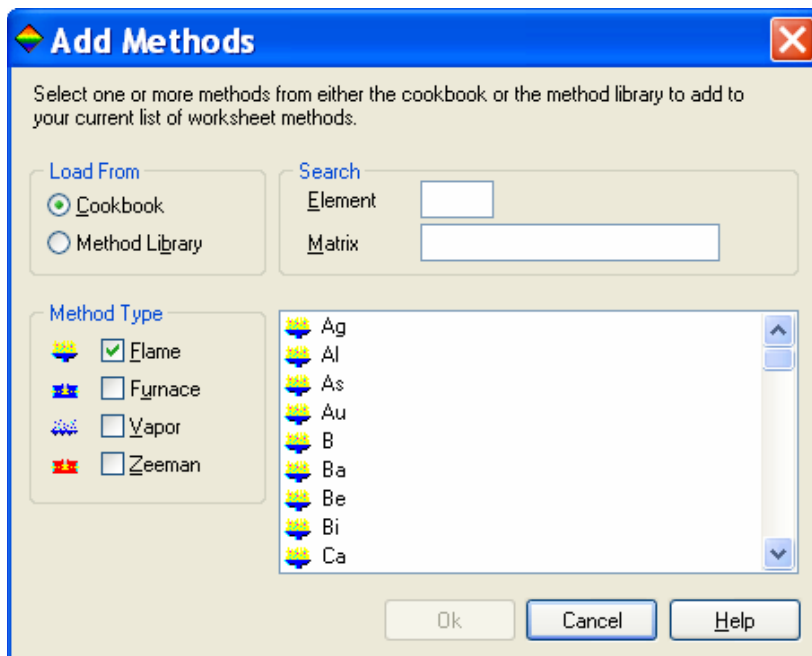 Add Methods
Select one or more methods from either the cookbook or the method library to add to
your current list of worksheet methods.
Load From
Cookbook
Method Library
Search
Element
Matrix
Method Type
Flame
Furnace
Vapor
Zeeman
Ag
Al
As
Au
B
Ba
Be
Bi
Ca
Ok
Cancel
Help